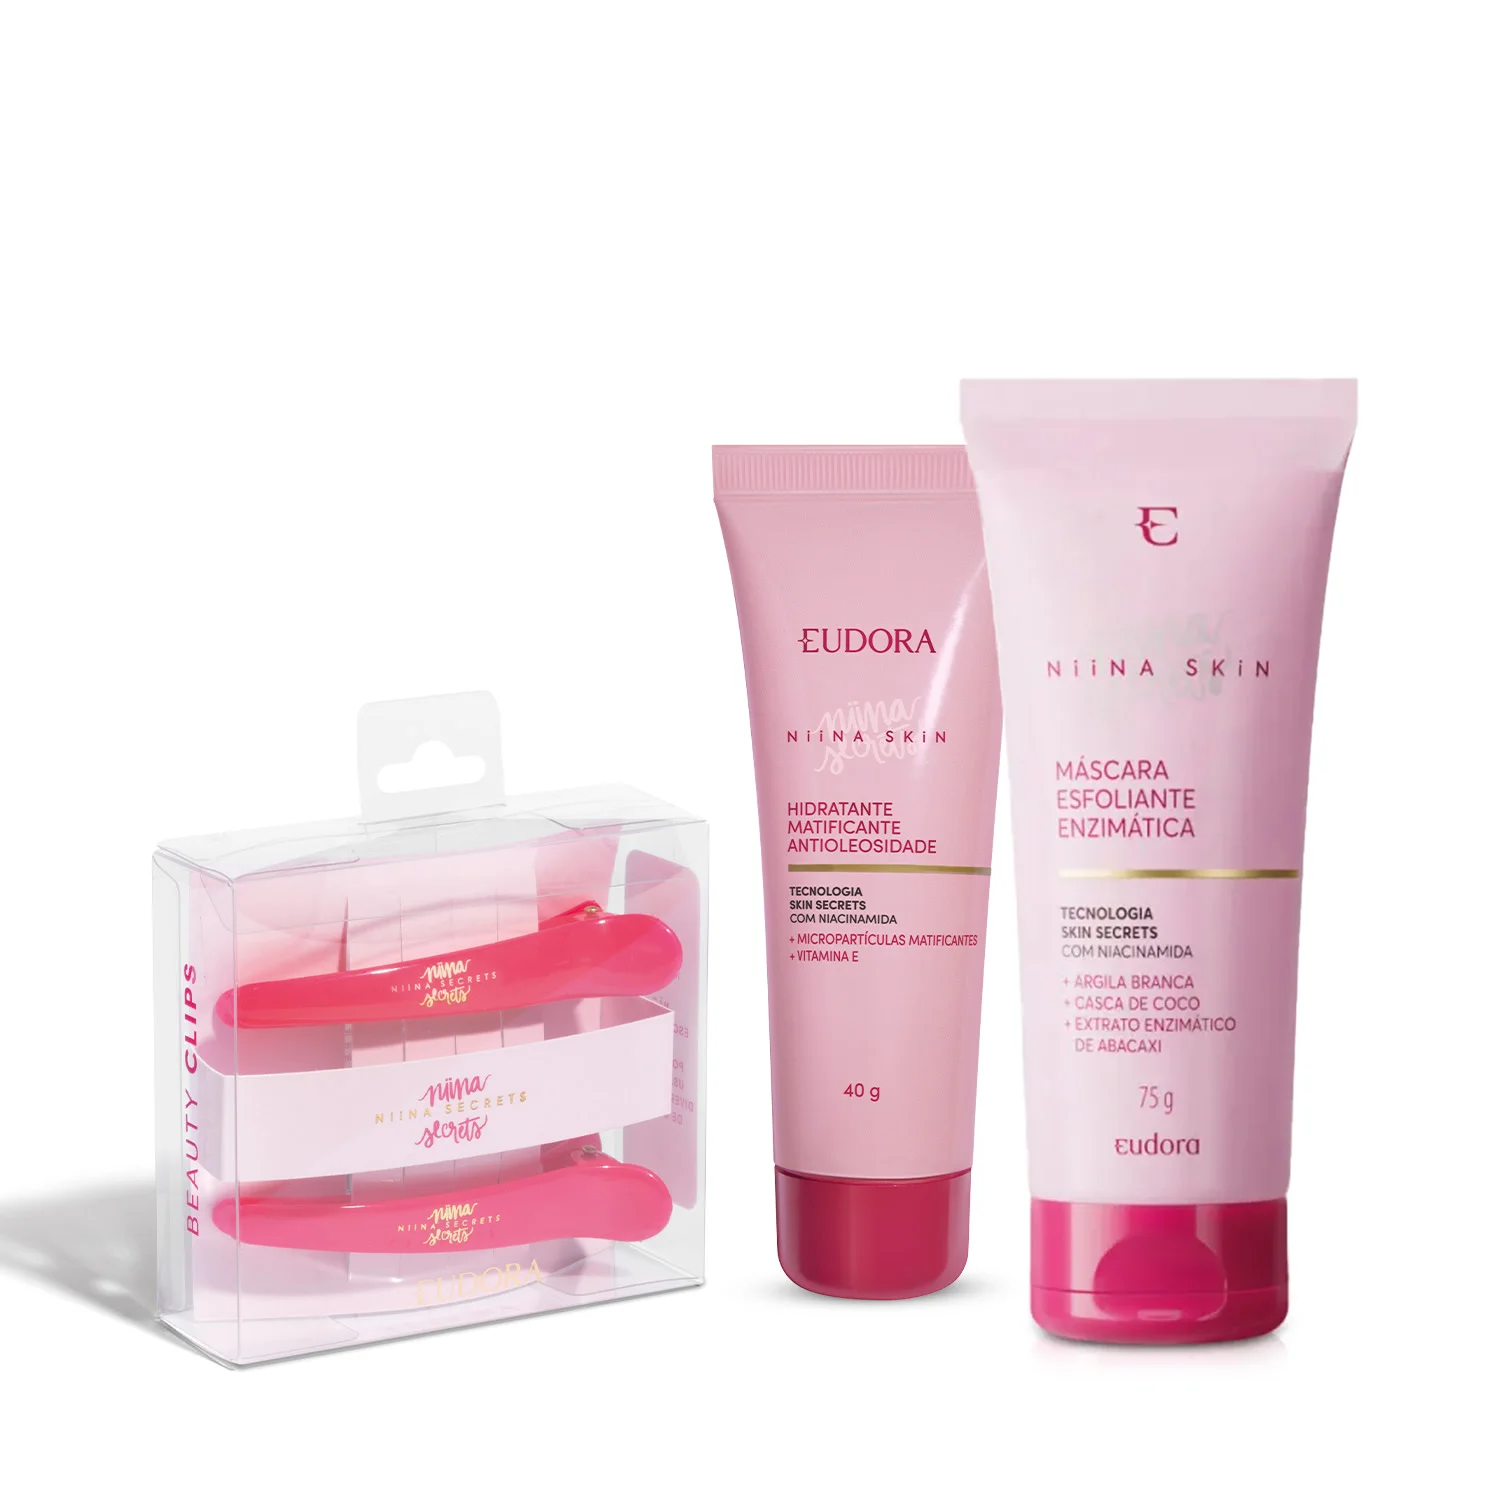 BEAUTY CLIPS
niina
NiiNA SECRETS
secrets
niina
NiiNA SECRETS
secrets
niina
NiiNA SECRETS
secrets
EUDORA
EUDORA
niina
NiiNA SKiN
secrets
HIDRATANTE
MATIFICANTE
ANTIOLEOSIDADE
TECNOLOGIA
SKIN SECRETS
COM NIACINAMIDA
+ MICROPARTÍCULAS MATIFICANTES
+ VITAMINA E
40 g
E
NiiNA SKiN
MÁSCARA
ESFOLIANTE
ENZIMÁTICA
TECNOLOGIA
SKIN SECRETS
COM NIACINAMIDA
+ ARGILA BRANCA
+ CASCA DE COCO
+ EXTRATO ENZIMÁTICO
DE ABACAXI
75 g
eudora